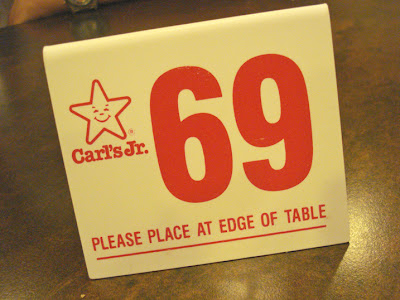 69
Carl's Jr.®
PLEASE PLACE AT EDGE OF TABLE